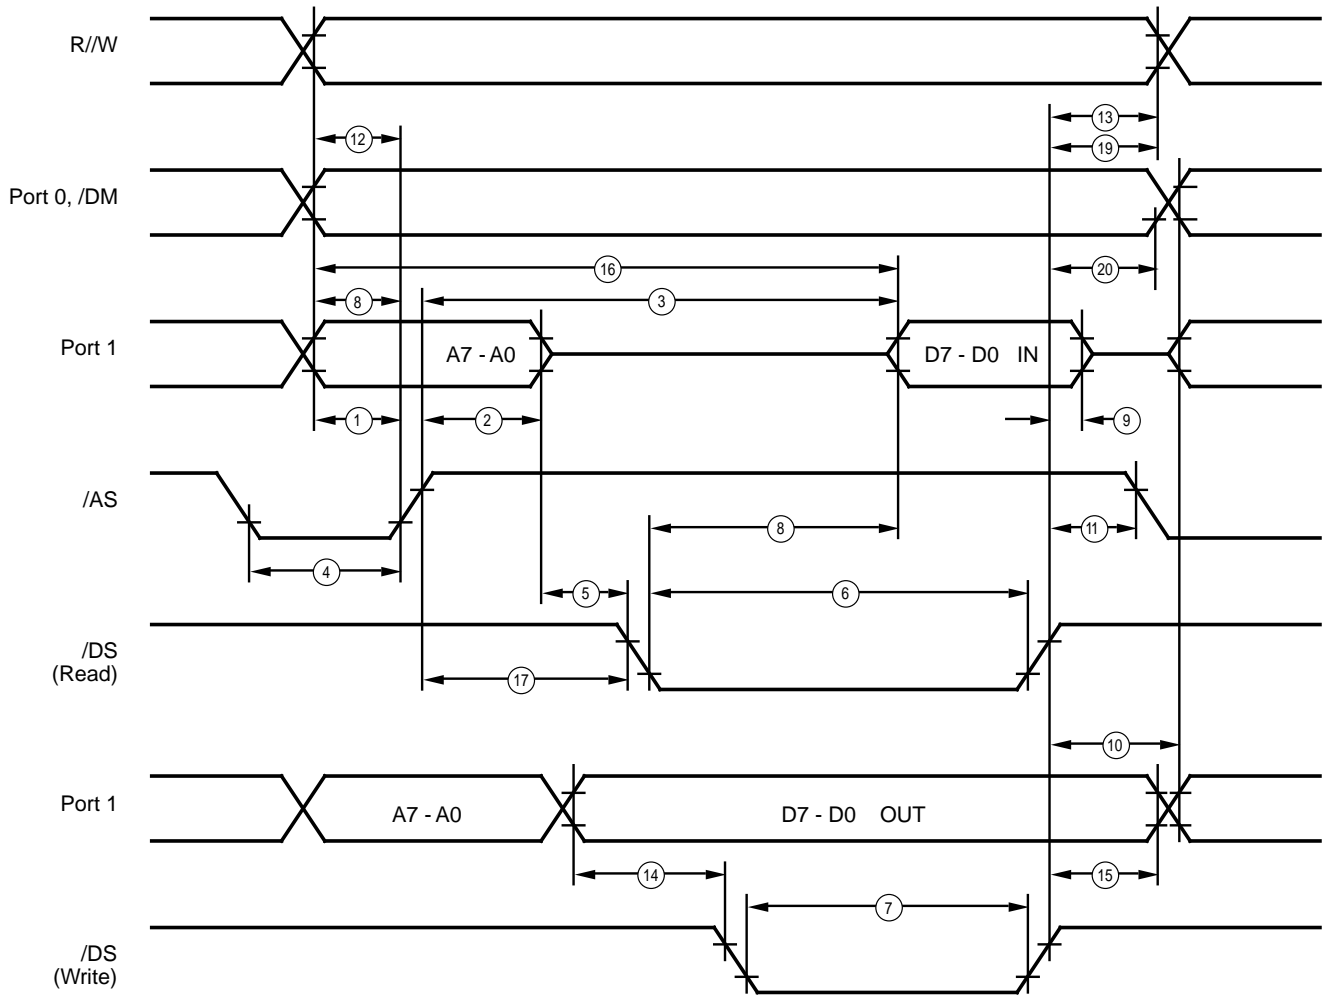 R//W
13
12
19
Port 0, /DM
16
20
8
3
Port 1
A7 - A0
D7 - D0 IN
1
2
9
/AS
8
11
4
5
6
/DS
(Read)
17
10
Port 1
A7 - A0
D7 - D0 OUT
14
15
7
/DS
(Write)